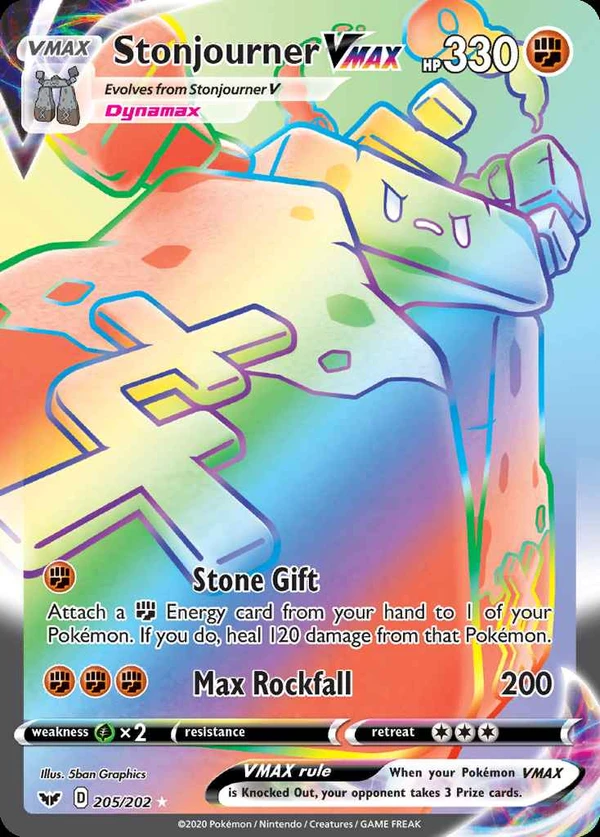 VMAX
Stonjourner VMAX HP 330
Evolves from Stonjourner V
Dynamax
Stone Gift
Attach a Energy card from your hand to 1 of your
Pokémon. If you do, heal 120 damage from that Pokémon.
Max Rockfall 200
weakness ×2 resistance retreat
Illus. 5ban Graphics
VMAX rule When your Pokémon VMAX
is Knocked Out, your opponent takes 3 Prize cards.
D 205/202
©2020 Pokémon / Nintendo / Creatures / GAME FREAK